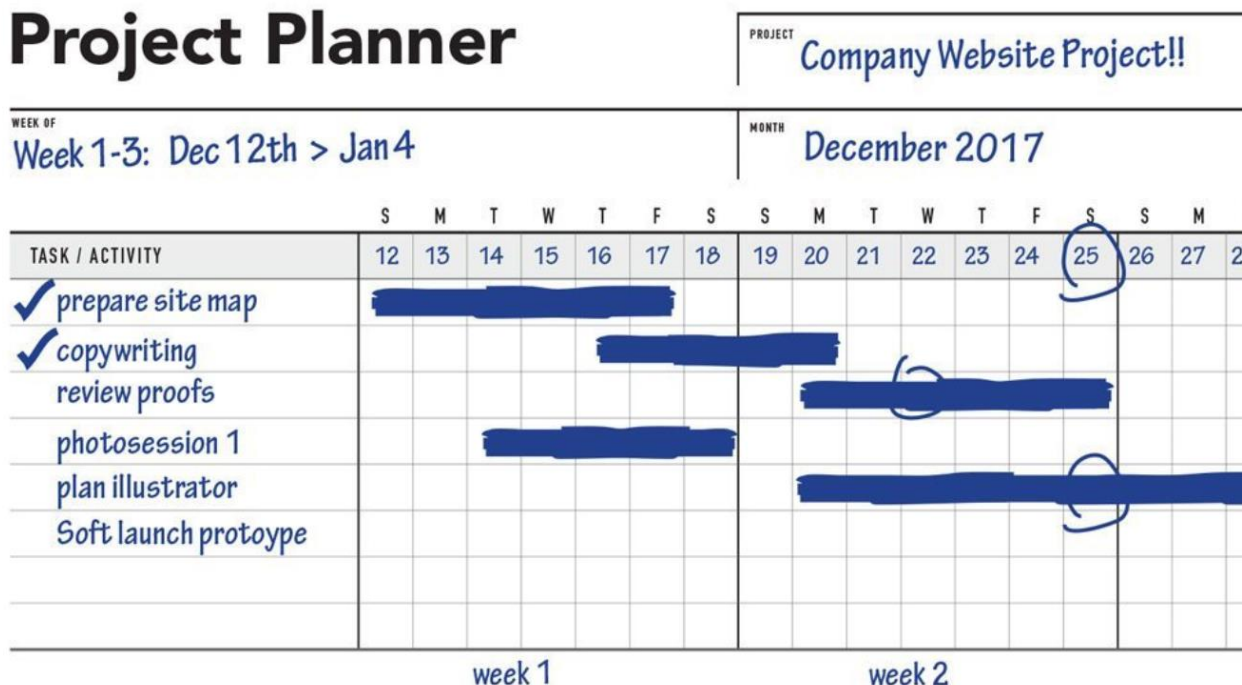 Project Planner
PROJECT
Company Website Project!!
WEEK OF
Week 1-3: Dec 12th > Jan 4
MONTH
December 2017
S M T W T F S S M T W T F S S M
TASK / ACTIVITY 12 13 14 15 16 17 18 19 20 21 22 23 24 25 26 27 2
prepare site map
copywriting
review proofs
photosession 1
plan illustrator
Soft launch protoype
week 1 week 2